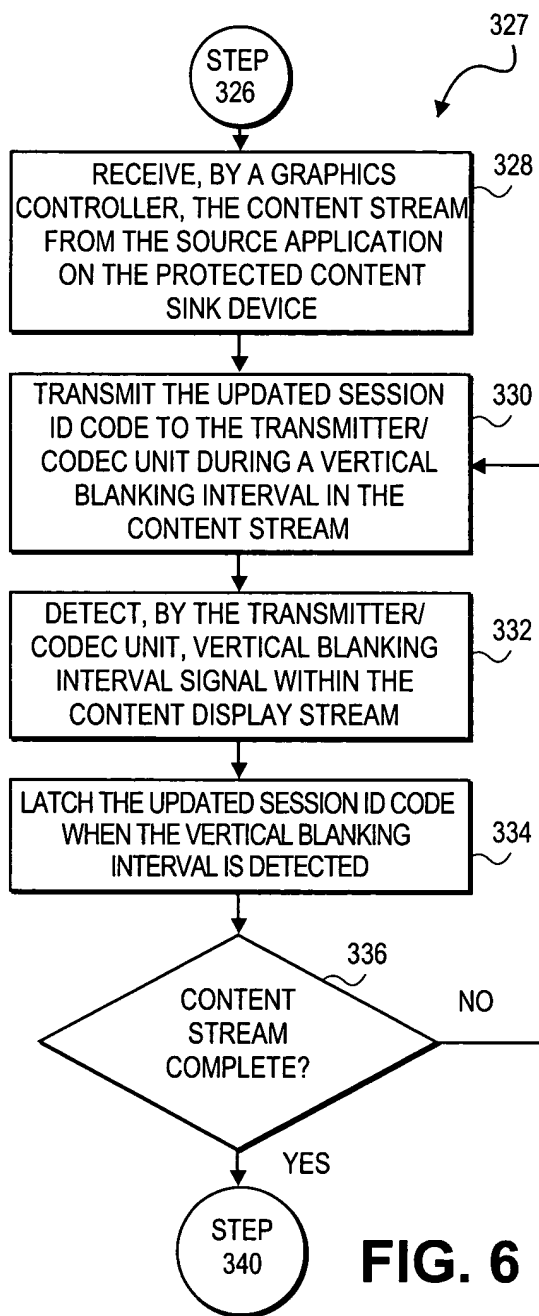 327
STEP
326
328
RECEIVE, BY A GRAPHICS
CONTROLLER, THE CONTENT STREAM
FROM THE SOURCE APPLICATION
ON THE PROTECTED CONTENT
SINK DEVICE
330
TRANSMIT THE UPDATED SESSION
ID CODE TO THE TRANSMITTER/
CODEC UNIT DURING A VERTICAL
BLANKING INTERVAL IN THE
CONTENT STREAM
332
DETECT, BY THE TRANSMITTER/
CODEC UNIT, VERTICAL BLANKING
INTERVAL SIGNAL WITHIN THE
CONTENT DISPLAY STREAM
334
LATCH THE UPDATED SESSION ID CODE
WHEN THE VERTICAL BLANKING
INTERVAL IS DETECTED
336
CONTENT
STREAM
COMPLETE?
NO
YES
STEP
340
FIG. 6